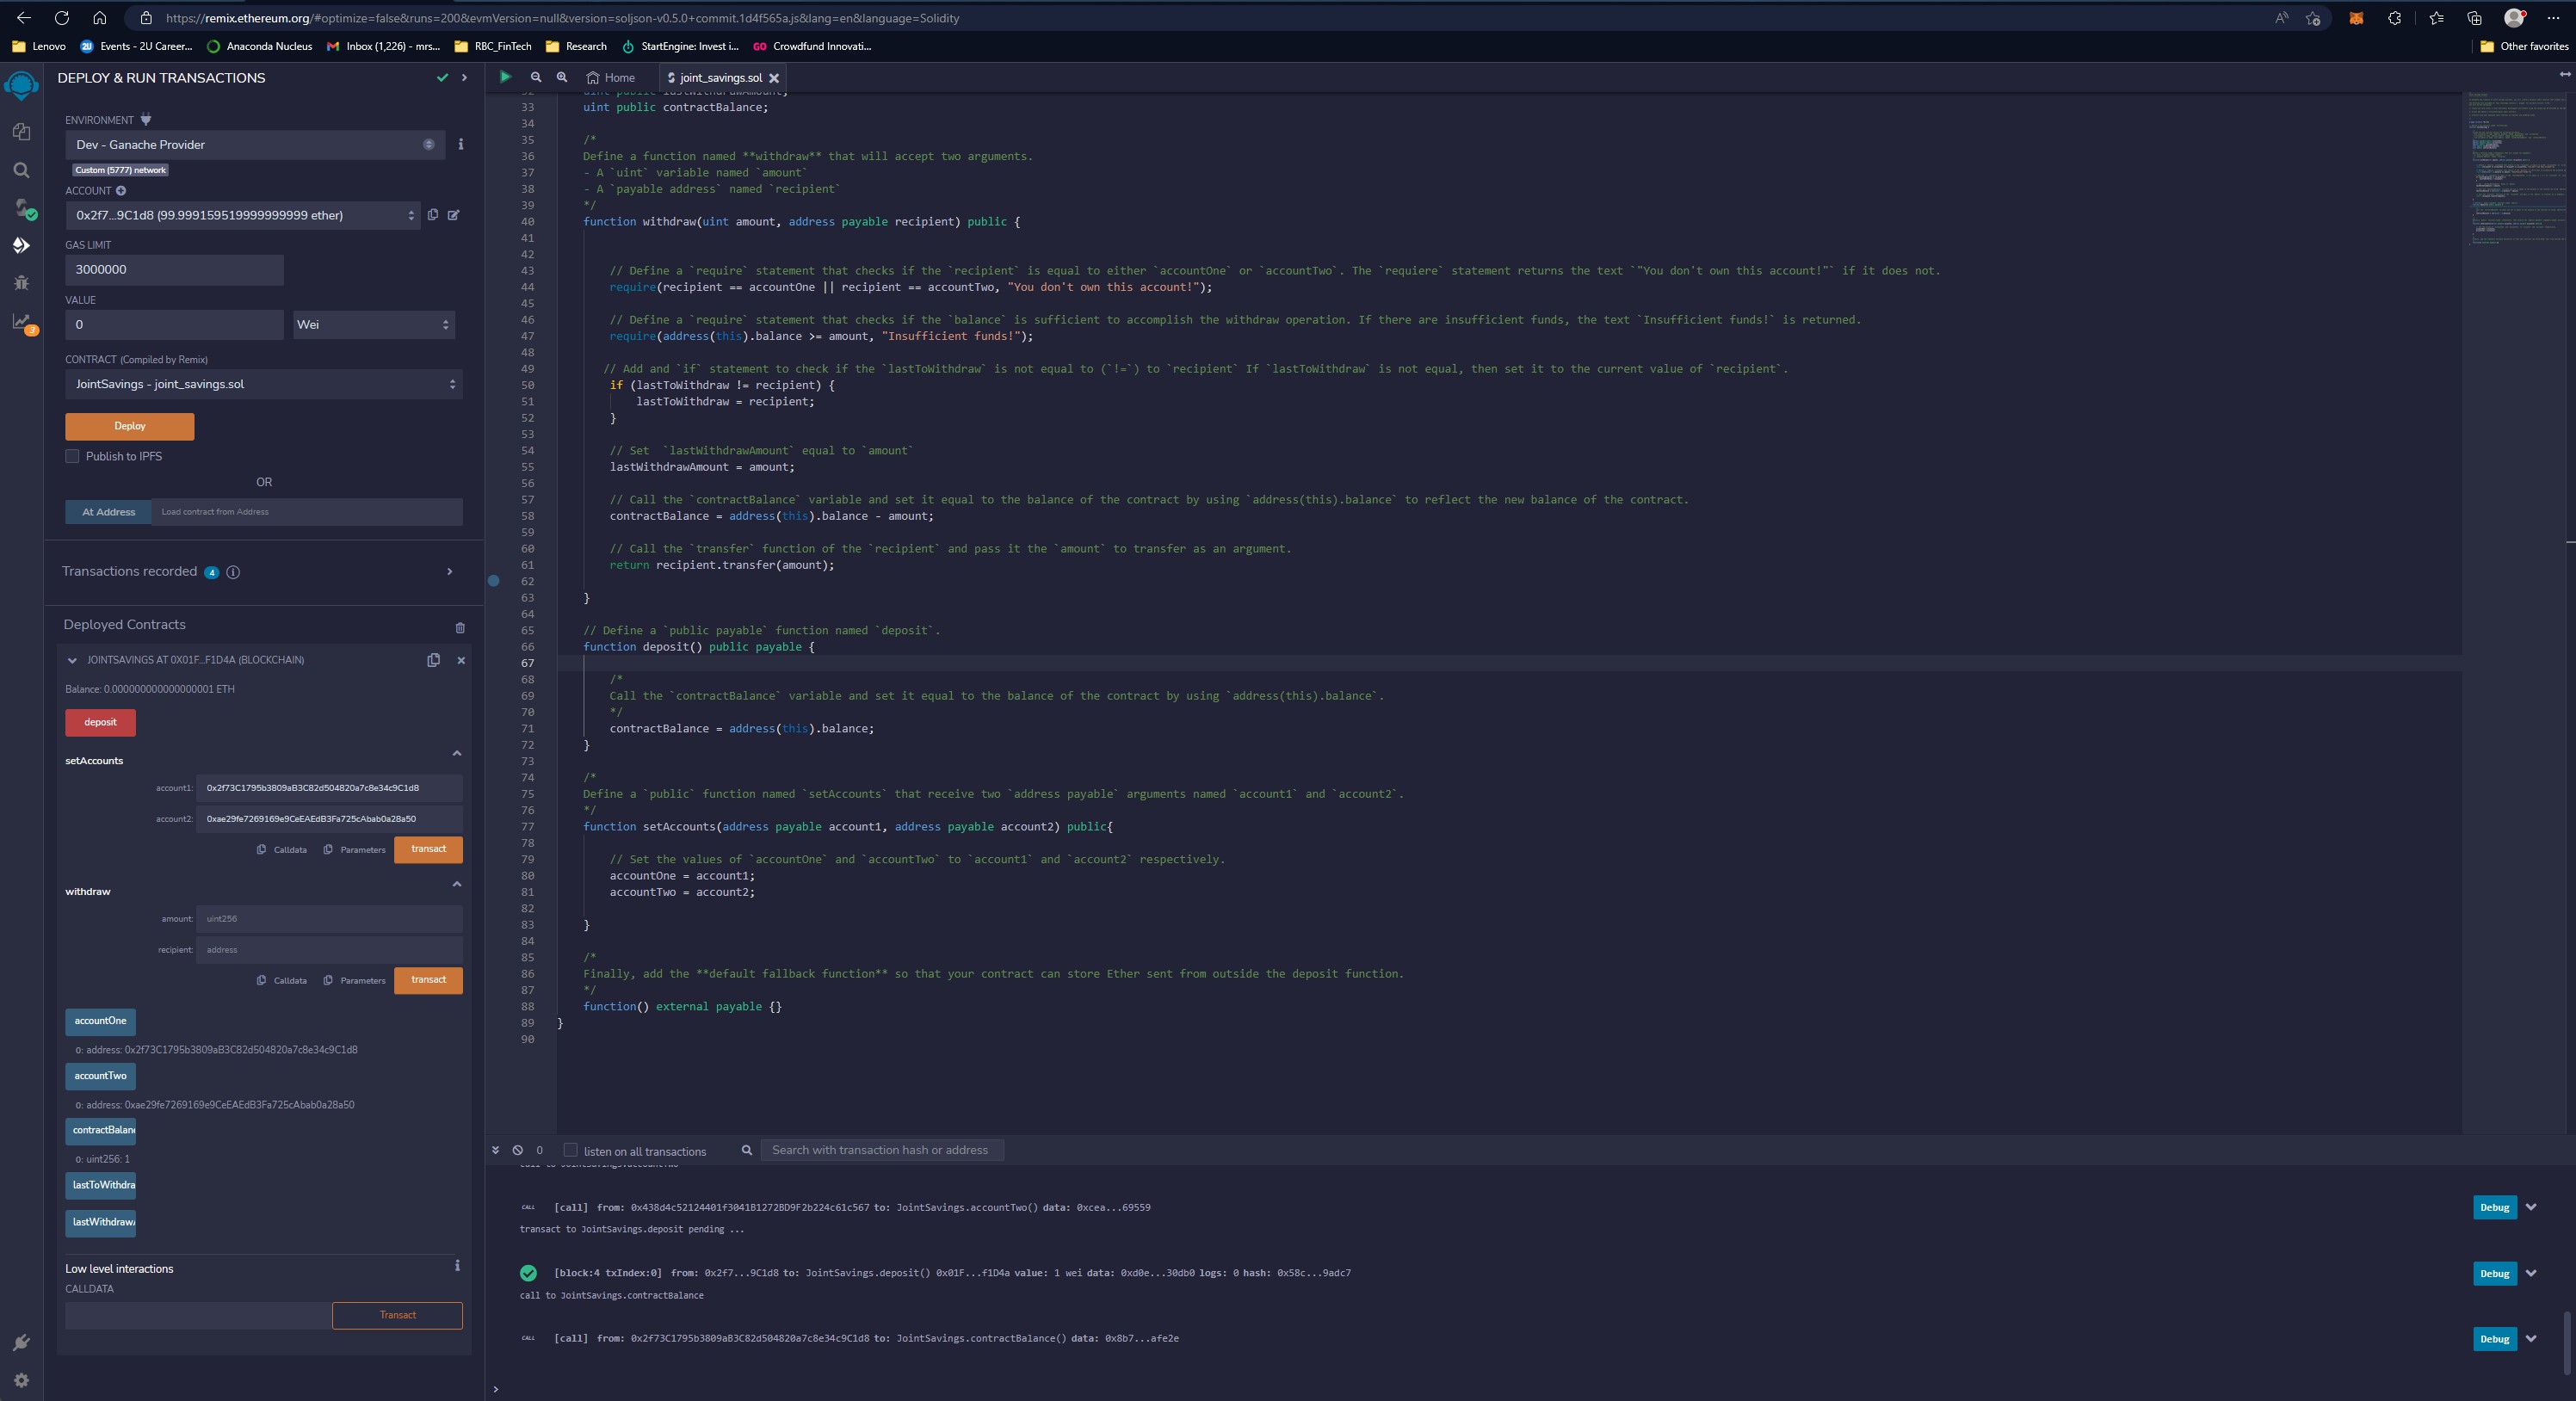 https://remix.ethereum.org/#optimize=false&runs=200&evmVersion=null&version=soljson-v0.5.0+commit.1d4f565a.js&lang=en&language=Solidity
Lenovo
Events - 2U Career...
Anaconda Nucleus
Inbox (1,226) - mrs...
RBC_FinTech
Research
StartEngine: Invest i...
GO Crowdfund Innovati...
Other favorites
DEPLOY & RUN TRANSACTIONS
ENVIRONMENT
Dev - Ganache Provider
Custom (5777) network
ACCOUNT
0x2f7...9C1d8 (99.999159519999999999 ether)
GAS LIMIT
3000000
VALUE
0
Wei
CONTRACT (Compiled by Remix)
JointSavings - joint_savings.sol
Deploy
Publish to IPFS
OR
At Address
Load contract from Address
Transactions recorded 4
Deployed Contracts
JOINTSAVINGS AT 0X01F...F1D4A (BLOCKCHAIN)
Balance: 0.000000000000000001 ETH
deposit
setAccounts
account1: 0x2f73C1795b3809aB3C82d504820a7c8e34c9C1d8
account2: 0xae29fe7269169e9CeEAEdB3Fa725cAbab0a28a50
Calldata Parameters transact
withdraw
amount: uint256
recipient: address
Calldata Parameters transact
accountOne
0: address: 0x2f73C1795b3809aB3C82d504820a7c8e34c9C1d8
accountTwo
0: address: 0xae29fe7269169e9CeEAEdB3Fa725cAbab0a28a50
contractBalan
0: uint256: 1
lastToWithdra
lastWithdraw
Low level interactions
CALLDATA
Transact
3
Home
joint_savings.sol
32 uint public lastWithdrawAmount;
33 uint public contractBalance;
34
35 /*
36 Define a function named **withdraw** that will accept two arguments.
37 - A `uint` variable named `amount`
38 - A `payable address` named `recipient`
39 */
40 function withdraw(uint amount, address payable recipient) public {
41
42
43 // Define a `require` statement that checks if the `recipient` is equal to either `accountOne` or `accountTwo`. The `requiere` statement returns the text `"You don't own this account!"` if it does not.
44 require(recipient == accountOne || recipient == accountTwo, "You don't own this account!");
45
46 // Define a `require` statement that checks if the `balance` is sufficient to accomplish the withdraw operation. If there are insufficient funds, the text `Insufficient funds!` is returned.
47 require(address(this).balance >= amount, "Insufficient funds!");
48
49 // Add and `if` statement to check if the `lastToWithdraw` is not equal to (`!=`) to `recipient` If `lastToWithdraw` is not equal, then set it to the current value of `recipient`.
50 if (lastToWithdraw != recipient) {
51 lastToWithdraw = recipient;
52 }
53
54 // Set  `lastWithdrawAmount` equal to `amount`
55 lastWithdrawAmount = amount;
56
57 // Call the `contractBalance` variable and set it equal to the balance of the contract by using `address(this).balance` to reflect the new balance of the contract.
58 contractBalance = address(this).balance - amount;
59
60 // Call the `transfer` function of the `recipient` and pass it the `amount` to transfer as an argument.
61 return recipient.transfer(amount);
62
63 }
64
65 // Define a `public payable` function named `deposit`.
66 function deposit() public payable {
67
68 /*
69 Call the `contractBalance` variable and set it equal to the balance of the contract by using `address(this).balance`.
70 */
71 contractBalance = address(this).balance;
72 }
73
74 /*
75 Define a `public` function named `setAccounts` that receive two `address payable` arguments named `account1` and `account2`.
76 */
77 function setAccounts(address payable account1, address payable account2) public{
78
79 // Set the values of `accountOne` and `accountTwo` to `account1` and `account2` respectively.
80 accountOne = account1;
81 accountTwo = account2;
82
83 }
84
85 /*
86 Finally, add the **default fallback function** so that your contract can store Ether sent from outside the deposit function.
87 */
88 function() external payable {}
89 }
90
0 listen on all transactions
Search with transaction hash or address
call to JointSavings.accountTwo
CALL [call] from: 0x438d4c52124401f3041B1272BD9F2b224c61c567 to: JointSavings.accountTwo() data: 0xcea...69559
Debug
transact to JointSavings.deposit pending ...
[block:4 txIndex:0] from: 0x2f7...9C1d8 to: JointSavings.deposit() 0x01F...f1D4a value: 1 wei data: 0xd0e...30db0 logs: 0 hash: 0x58c...9adc7
Debug
call to JointSavings.contractBalance
CALL [call] from: 0x2f73C1795b3809aB3C82d504820a7c8e34c9C1d8 to: JointSavings.contractBalance() data: 0x8b7...afe2e
Debug
>